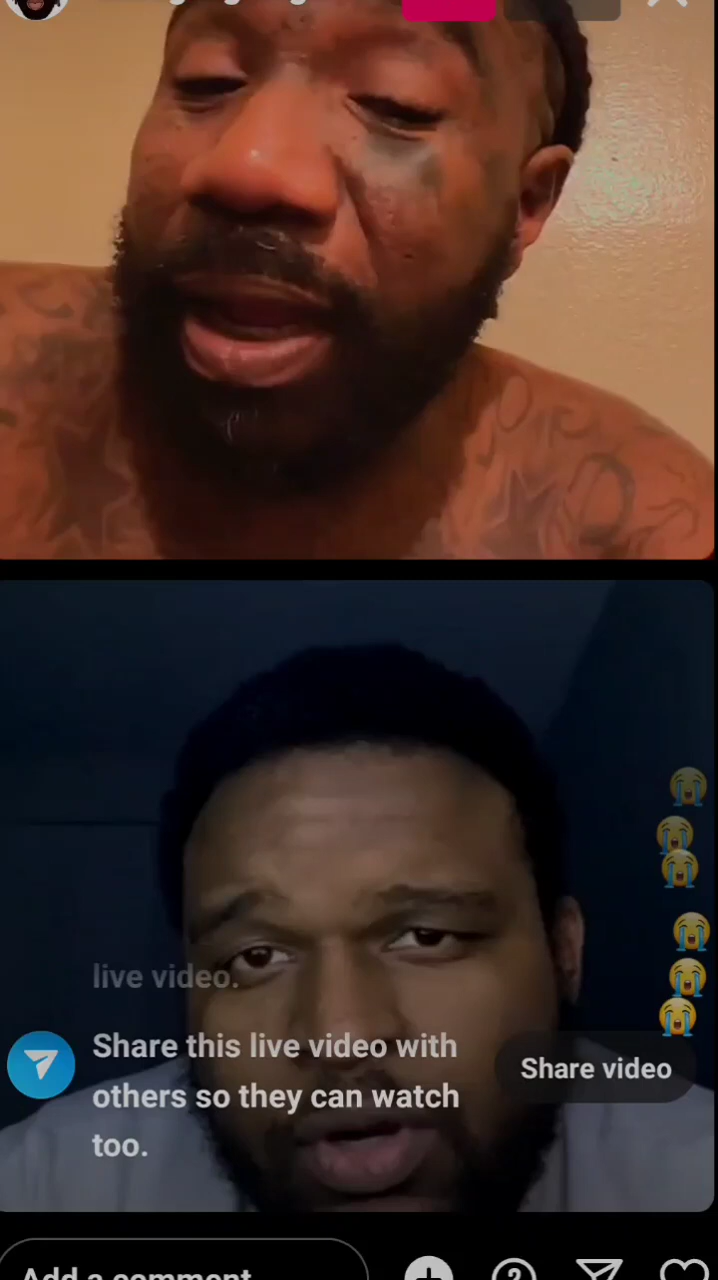 live video.
Share this live video with
others so they can watch
too.
Share video
Add a comment